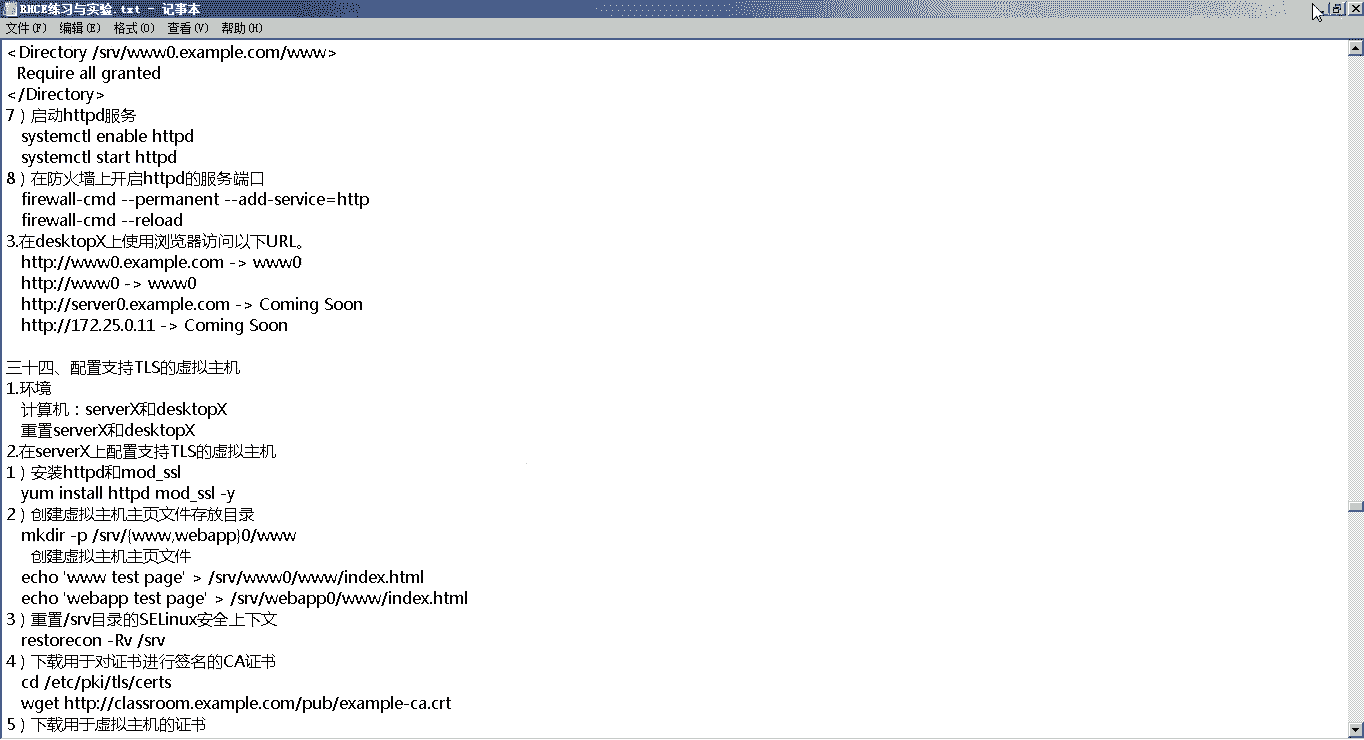 RHCE练习与实验.txt - 记事本
文件(F) 编辑(E) 格式(O) 查看(V) 帮助(H)
<Directory /srv/www0.example.com/www>
Require all granted
</Directory>
7）启动httpd服务
systemctl enable httpd
systemctl start httpd
8）在防火墙上开启httpd的服务端口
firewall-cmd --permanent --add-service=http
firewall-cmd --reload
3.在desktopX上使用浏览器访问以下URL。
http://www0.example.com -> www0
http://www0 -> www0
http://server0.example.com -> Coming Soon
http://172.25.0.11 -> Coming Soon
三十四、配置支持TLS的虚拟主机
1.环境
计算机：serverX和desktopX
重置serverX和desktopX
2.在serverX上配置支持TLS的虚拟主机
1）安装httpd和mod_ssl
yum install httpd mod_ssl -y
2）创建虚拟主机主页文件存放目录
mkdir -p /srv/{www,webapp}0/www
创建虚拟主机主页文件
echo 'www test page' > /srv/www0/www/index.html
echo 'webapp test page' > /srv/webapp0/www/index.html
3）重置/srv目录的SELinux安全上下文
restorecon -Rv /srv
4）下载用于对证书进行签名的CA证书
cd /etc/pki/tls/certs
wget http://classroom.example.com/pub/example-ca.crt
5）下载用于虚拟主机的证书